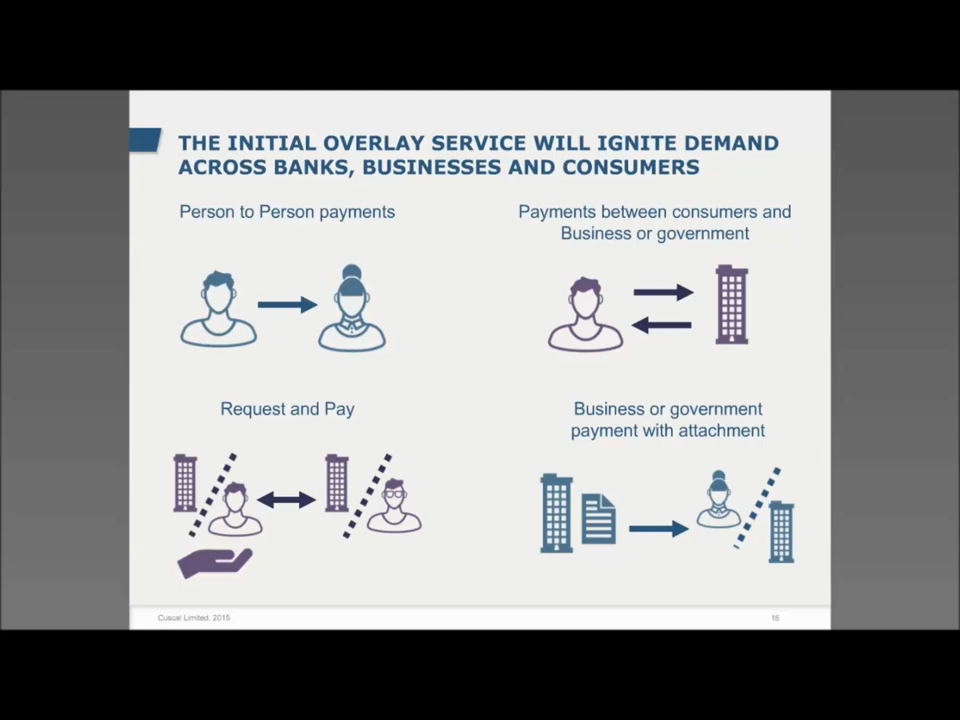 THE INITIAL OVERLAY SERVICE WILL IGNITE DEMAND
ACROSS BANKS, BUSINESSES AND CONSUMERS
Person to Person payments
Payments between consumers and
Business or government
Request and Pay
Business or government
payment with attachment
Cuscal Limited, 2015
16